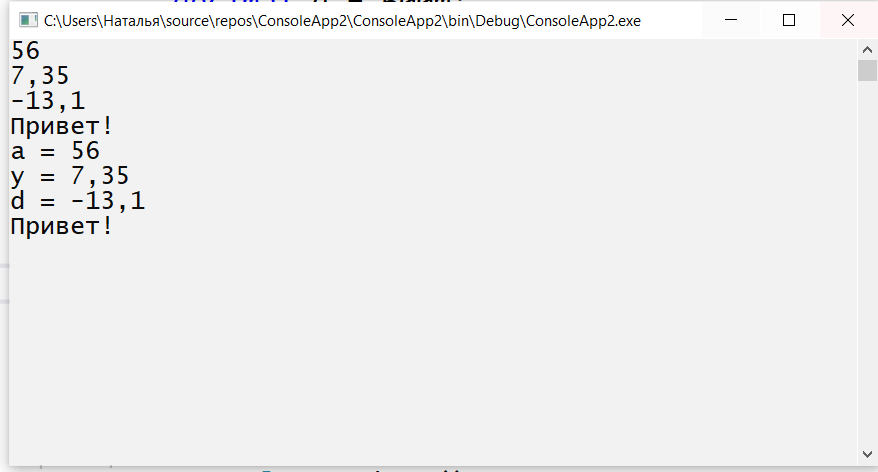 C:\Users\Наталья\source\repos\ConsoleApp2\ConsoleApp2\bin\Debug\ConsoleApp2.exe
56
7,35
-13,1
Привет!
a = 56
y = 7,35
d = -13,1
Привет!